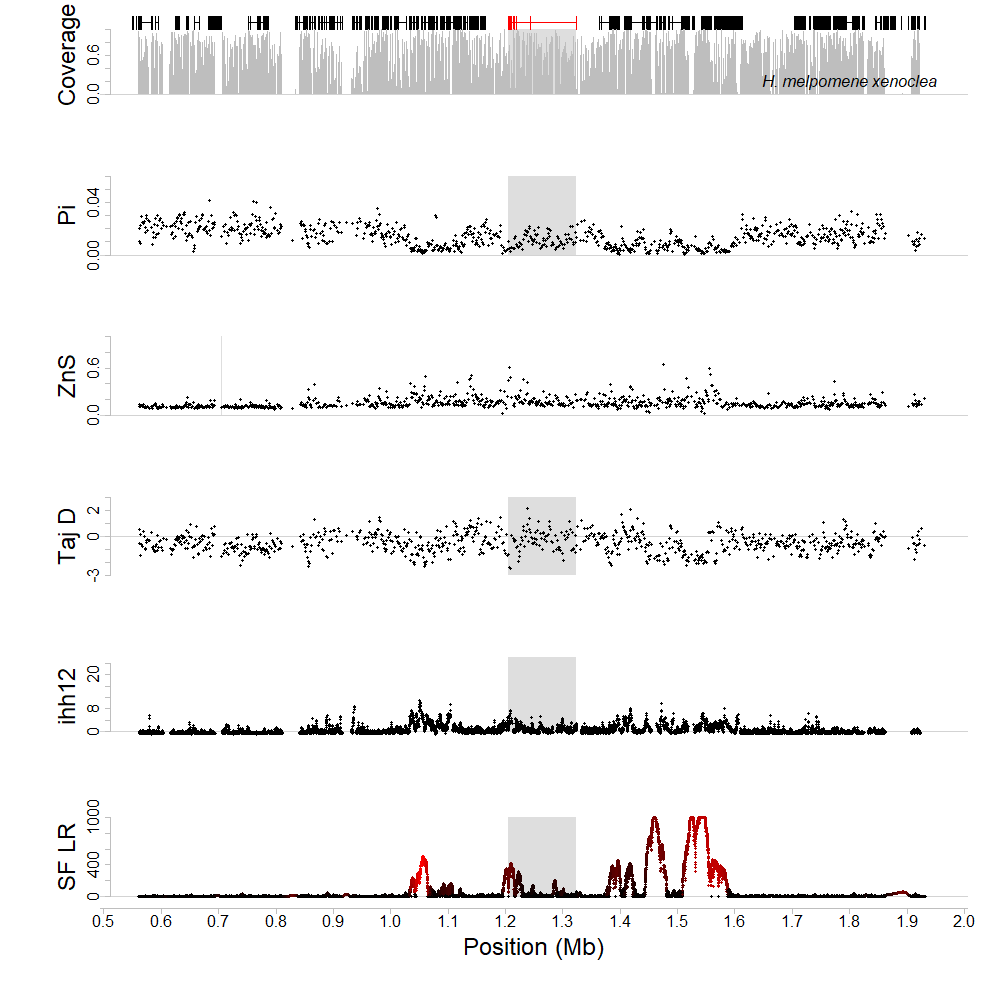 Coverage
0.0 0.6
H. melpomene xenoclea
Pi
0.00 0.04
ZnS
0.0 0.6
Taj D
-3 0 2
ihh12
0 8 20
SF LR
0 400 1000
0.5 0.6 0.7 0.8 0.9 1.0 1.1 1.2 1.3 1.4 1.5 1.6 1.7 1.8 1.9 2.0
Position (Mb)